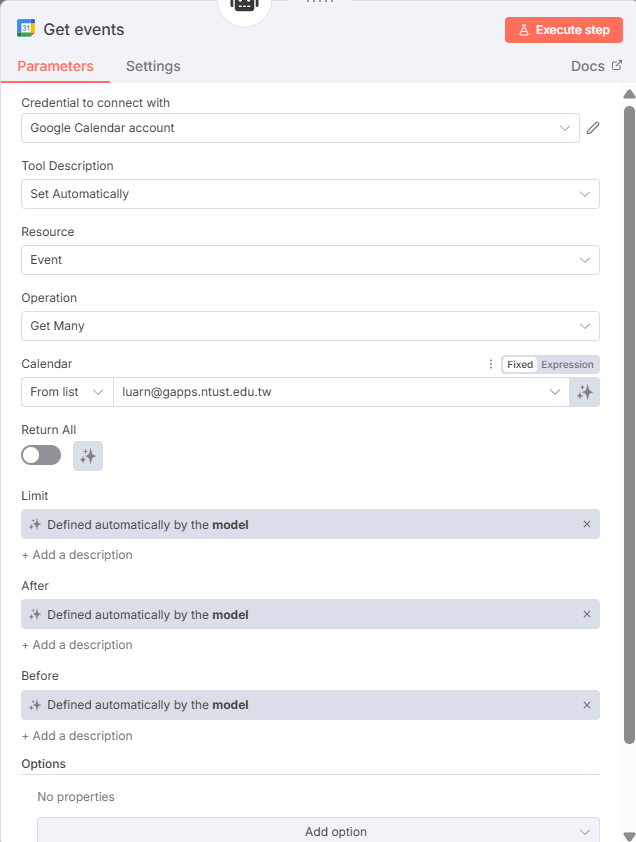 31
Get events
Execute step
Parameters Settings Docs
Credential to connect with
Google Calendar account
Tool Description
Set Automatically
Resource
Event
Operation
Get Many
Calendar Fixed Expression
From list luarn@gapps.ntust.edu.tw
Return All
Limit
Defined automatically by the model
+ Add a description
After
Defined automatically by the model
+ Add a description
Before
Defined automatically by the model
+ Add a description
Options
No properties
Add option